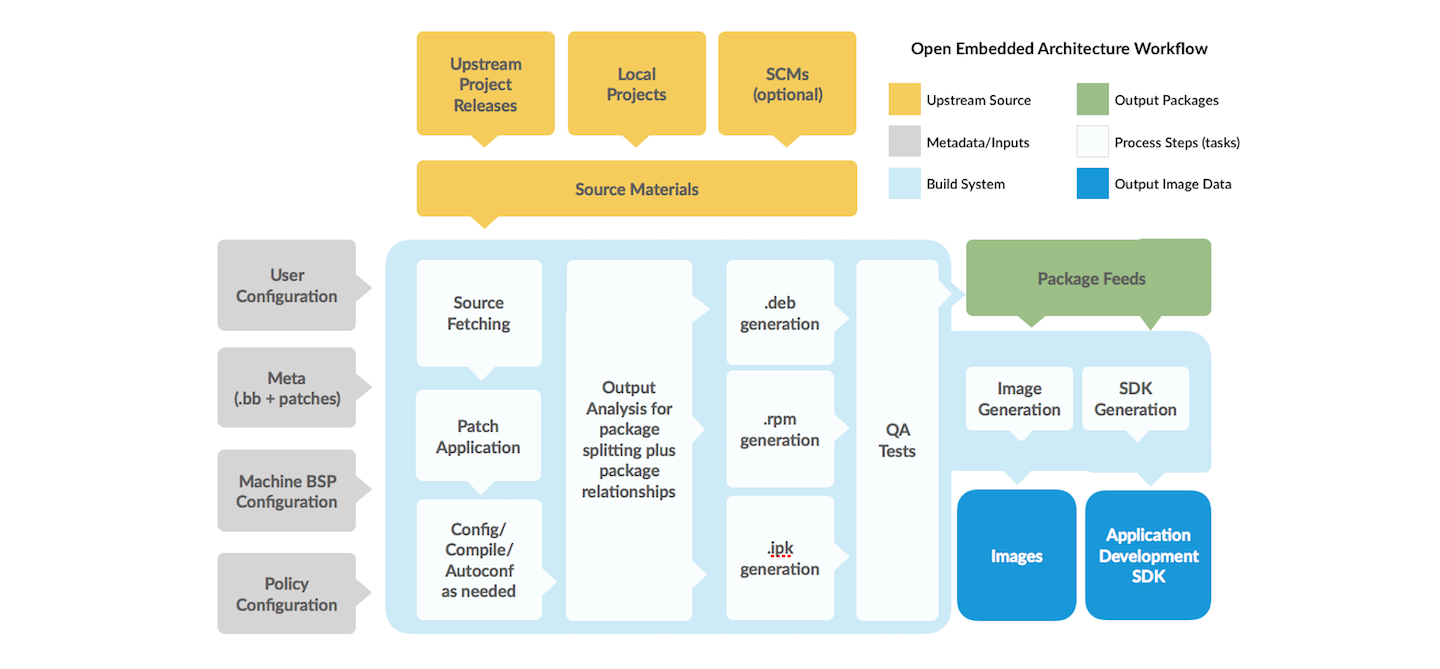 Open Embedded Architecture Workflow
Upstream Source
Output Packages
Metadata/Inputs
Process Steps (tasks)
Build System
Output Image Data
Upstream
Project
Releases
Local
Projects
SCMs
(optional)
Source Materials
User
Configuration
Meta
(.bb + patches)
Machine BSP
Configuration
Policy
Configuration
Source
Fetching
Patch
Application
Config/
Compile/
Autoconf
as needed
Output
Analysis for
package
splitting plus
package
relationships
.deb
generation
.rpm
generation
.ipk
generation
QA
Tests
Package Feeds
Image
Generation
SDK
Generation
Images
Application
Development
SDK